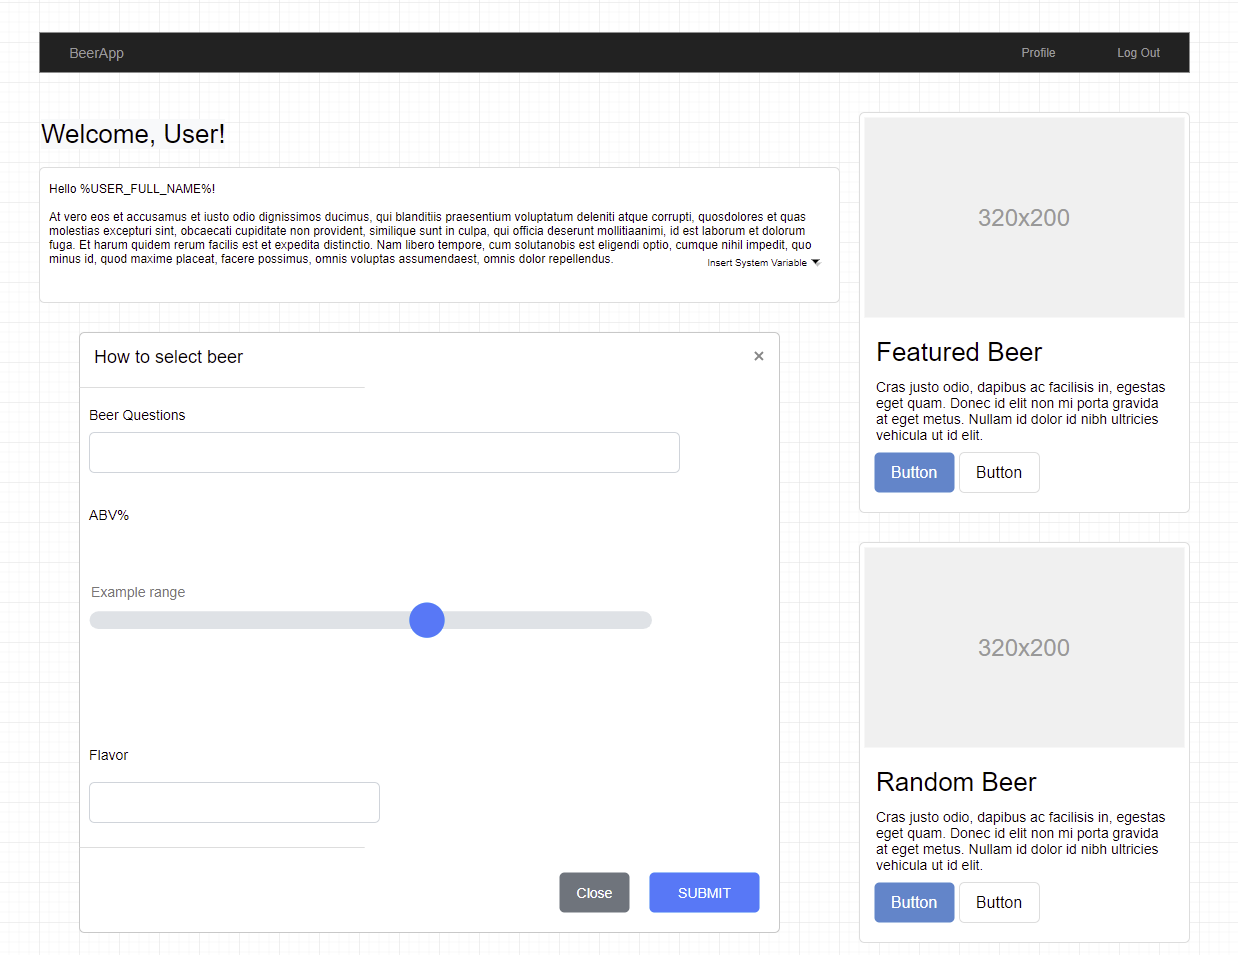 BeerApp
Profile
Log Out
Welcome, User!
Hello %USER_FULL_NAME%!
At vero eos et accusamus et iusto odio dignissimos ducimus, qui blanditiis praesentium voluptatum deleniti atque corrupti, quosdolores et quas
molestias excepturi sint, obcaecati cupiditate non provident, similique sunt in culpa, qui officia deserunt mollitiaanimi, id est laborum et dolorum
fuga. Et harum quidem rerum facilis est et expedita distinctio. Nam libero tempore, cum solutanobis est eligendi optio, cumque nihil impedit, quo
minus id, quod maxime placeat, facere possimus, omnis voluptas assumendaest, omnis dolor repellendus.
Insert System Variable
How to select beer
×
Beer Questions
ABV%
Example range
Flavor
Close
SUBMIT
320x200
Featured Beer
Cras justo odio, dapibus ac facilisis in, egestas
eget quam. Donec id elit non mi porta gravida
at eget metus. Nullam id dolor id nibh ultricies
vehicula ut id elit.
Button
Button
320x200
Random Beer
Cras justo odio, dapibus ac facilisis in, egestas
eget quam. Donec id elit non mi porta gravida
at eget metus. Nullam id dolor id nibh ultricies
vehicula ut id elit.
Button
Button